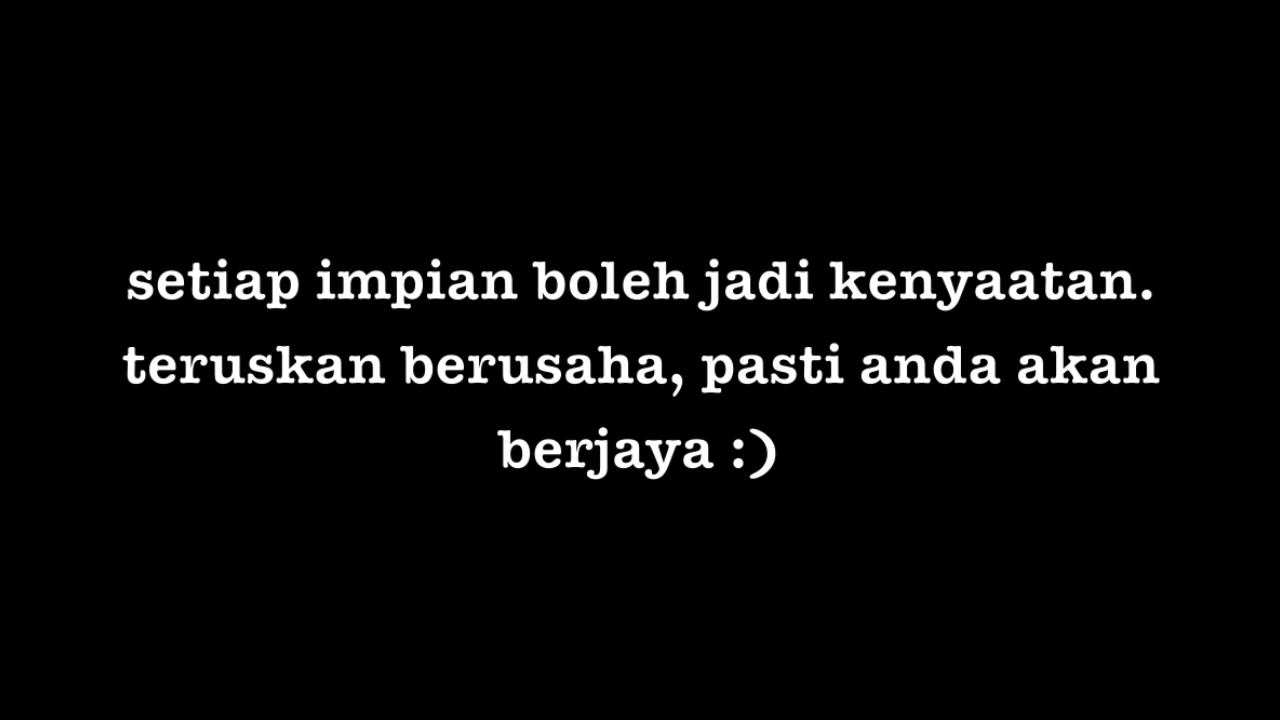 setiap impian boleh jadi kenyaatan.
teruskan berusaha, pasti anda akan
berjaya :)